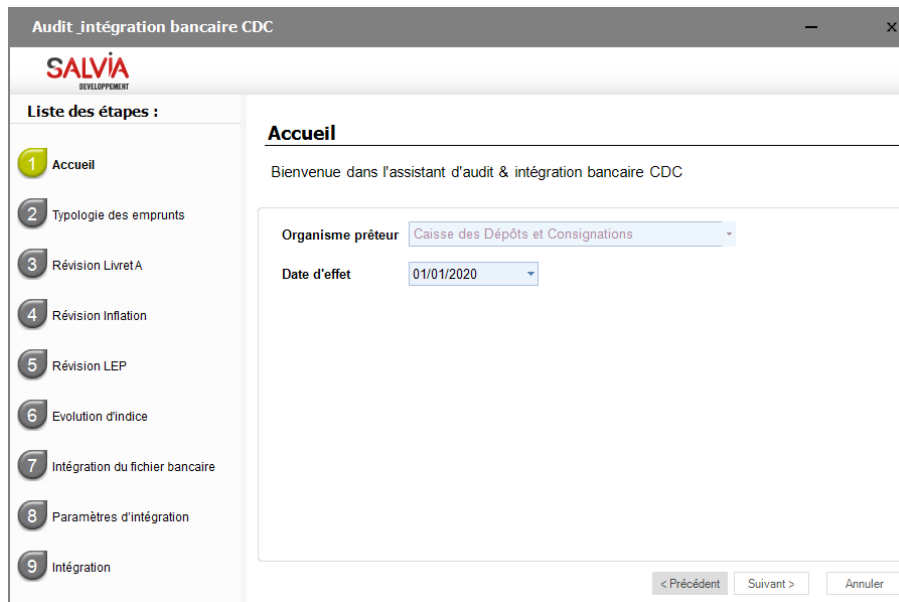 Audit_intégration bancaire CDC
SALVIA
DEVELOPPEMENT
Liste des étapes :
1 Accueil
2 Typologie des emprunts
3 Révision Livret A
4 Révision Inflation
5 Révision LEP
6 Evolution d'indice
7 Intégration du fichier bancaire
8 Paramètres d'intégration
9 Intégration
Accueil
Bienvenue dans l'assistant d'audit & intégration bancaire CDC
Organisme prêteur Caisse des Dépôts et Consignations
Date d'effet 01/01/2020
< Précédent Suivant > Annuler